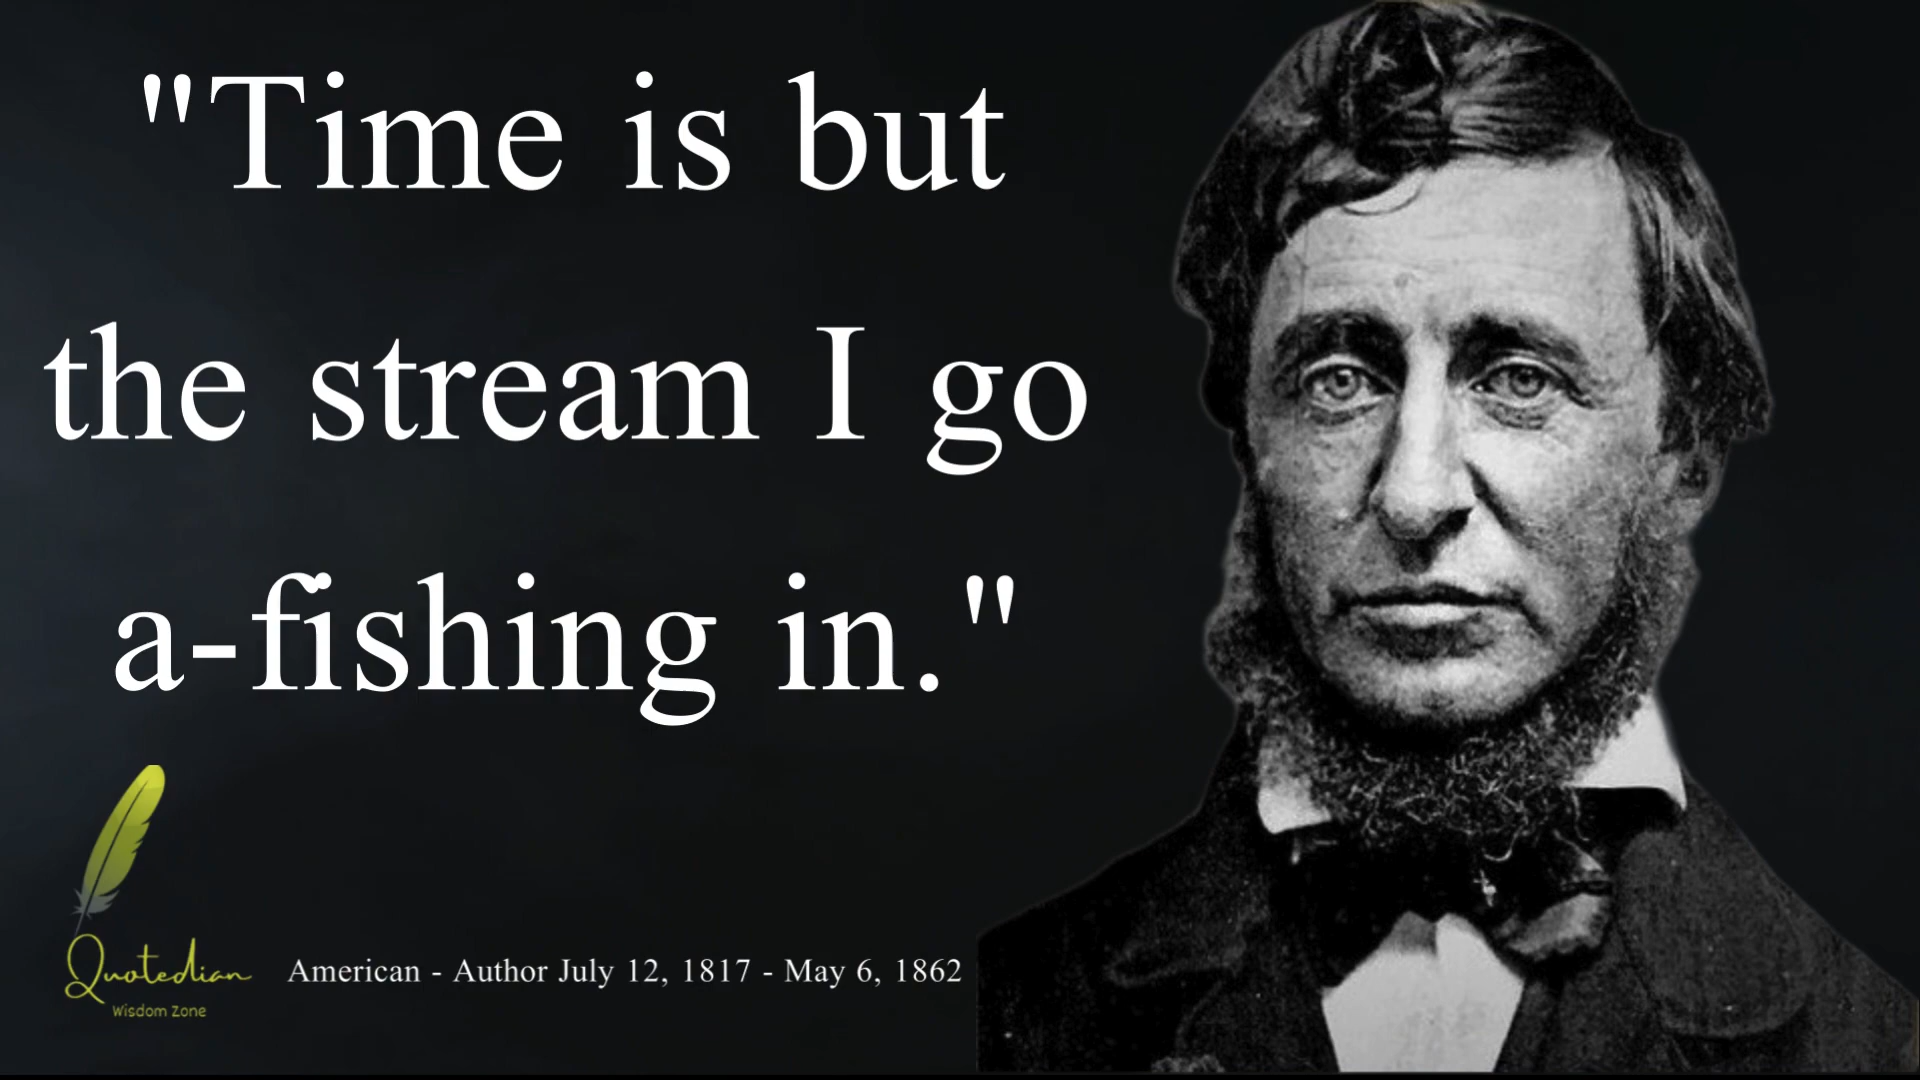 "Time is but
the stream I go
a-fishing in."
Quotedian
Wisdom Zone
American - Author July 12, 1817 - May 6, 1862